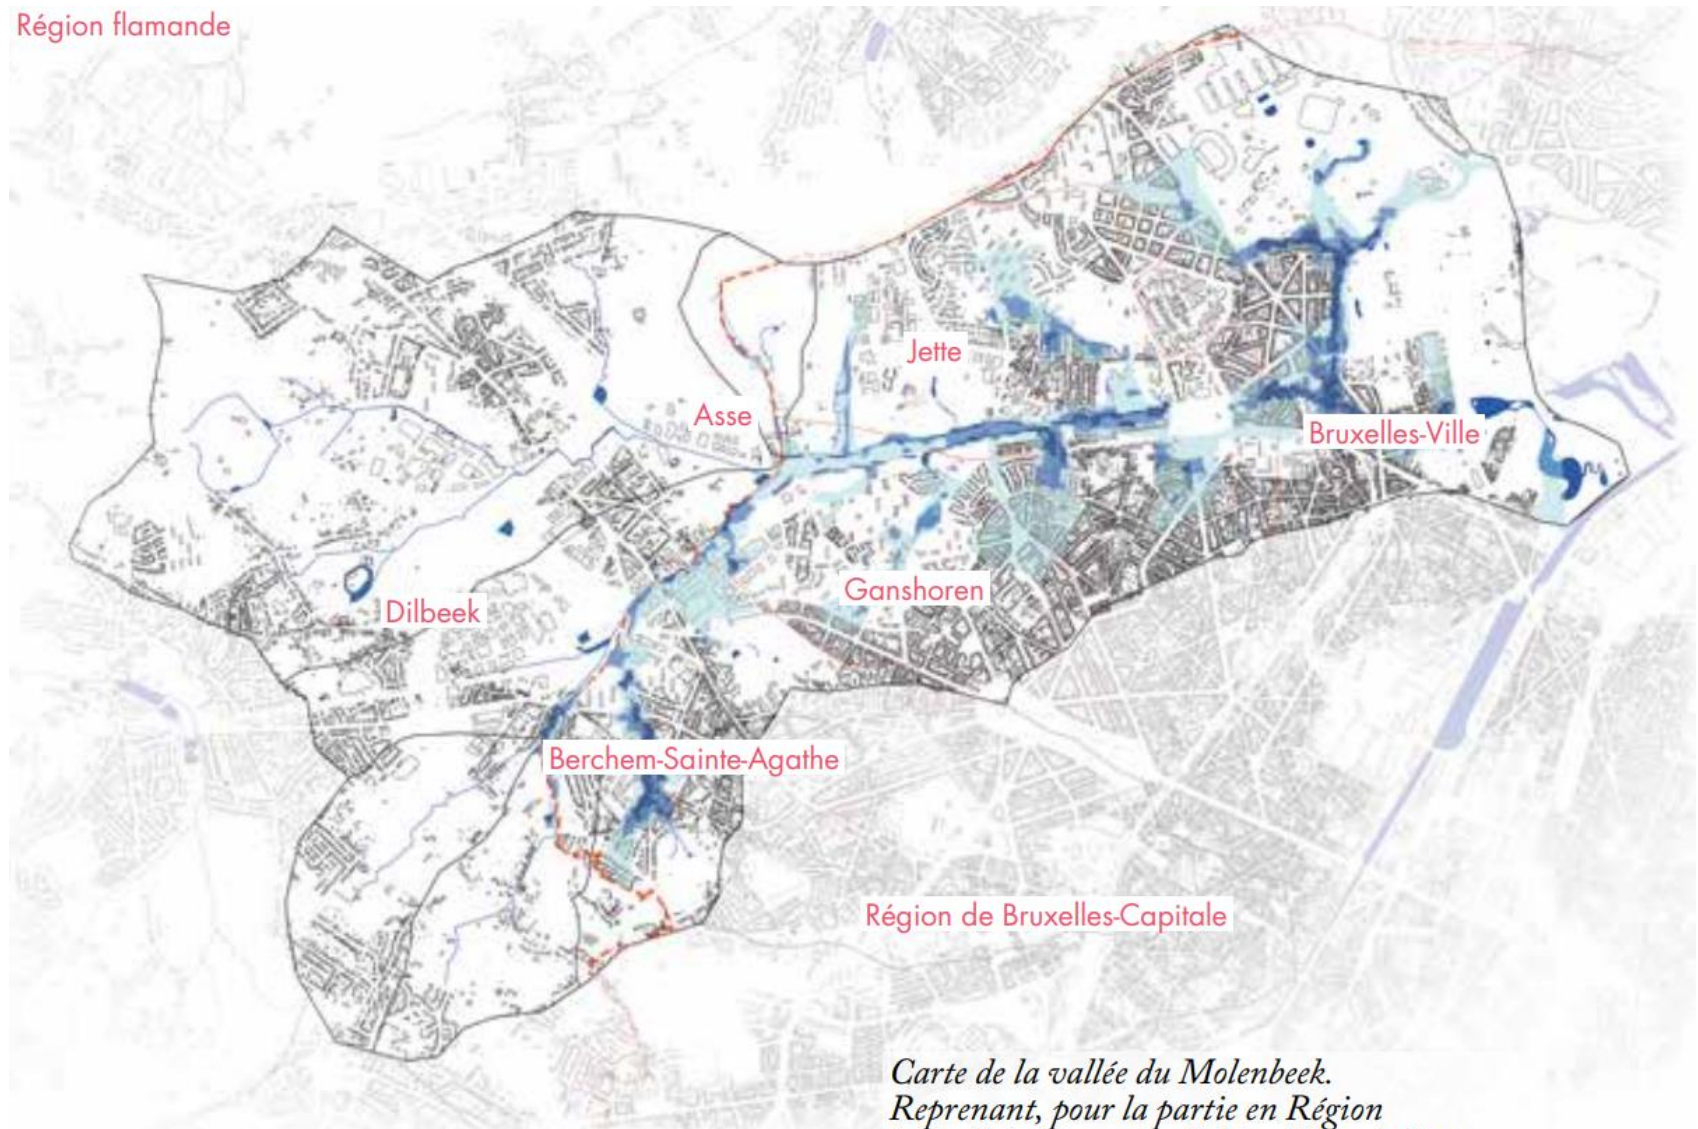 Région flamande
Jette
Asse
Bruxelles-Ville
Ganshoren
Dilbeek
Berchem-Sainte-Agathe
Région de Bruxelles-Capitale
Carte de la vallée du Molenbeek.
Reprenant, pour la partie en Région